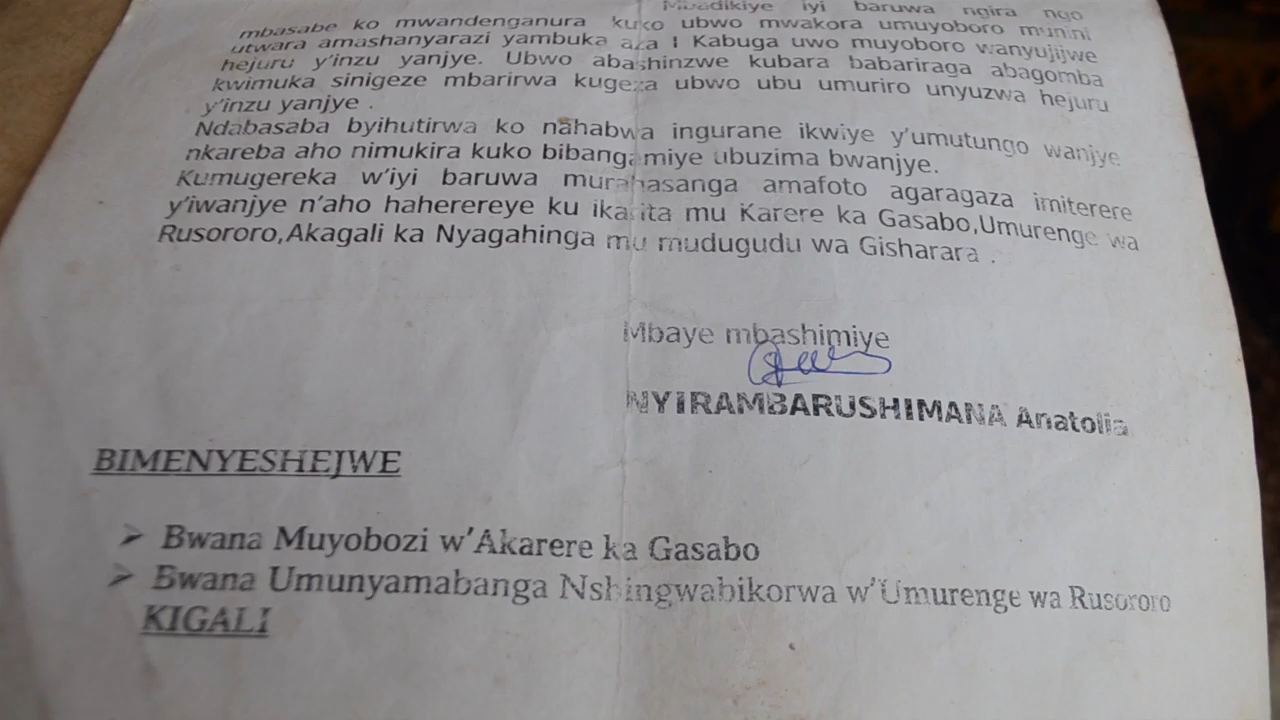 Mbadikiye iyi baruwa ngira ngo
mbasabe ko mwandenganura kuko ubwo mwakora umuyoboro munini
utwara amashanyarazi yambuka aza I Kabuga uwo muyoboro wanyujijwe
hejuru y'inzu yanjye. Ubwo abashinzwe kubara babariraga abagomba
kwimuka sinigeze mbarirwa kugeza ubwo ubu umuriro unyuzwa hejuru
y'inzu yanjye .
Ndabasaba byihutirwa ko nahabwa ingurane ikwiye y'umutungo wanjye
nkareba aho nimukira kuko bibangamiye ubuzima bwanjye.
Kumugereka w'iyi baruwa murahasanga amafoto agaragaza imiterere
y'iwanjye n'aho haherereye ku ikarita mu Karere ka Gasabo,Umurenge wa
Rusororo,Akagali ka Nyagahinga mu mudugudu wa Gisharara .
Mbaye mbashimiye
NYIRAMBARUSHIMANA Anatolia
BIMENYESHEJWE
➢ Bwana Muyobozi w'Akarere ka Gasabo
➢ Bwana Umunyamabanga Nshingwabikorwa w'Umurenge wa Rusororo
KIGALI